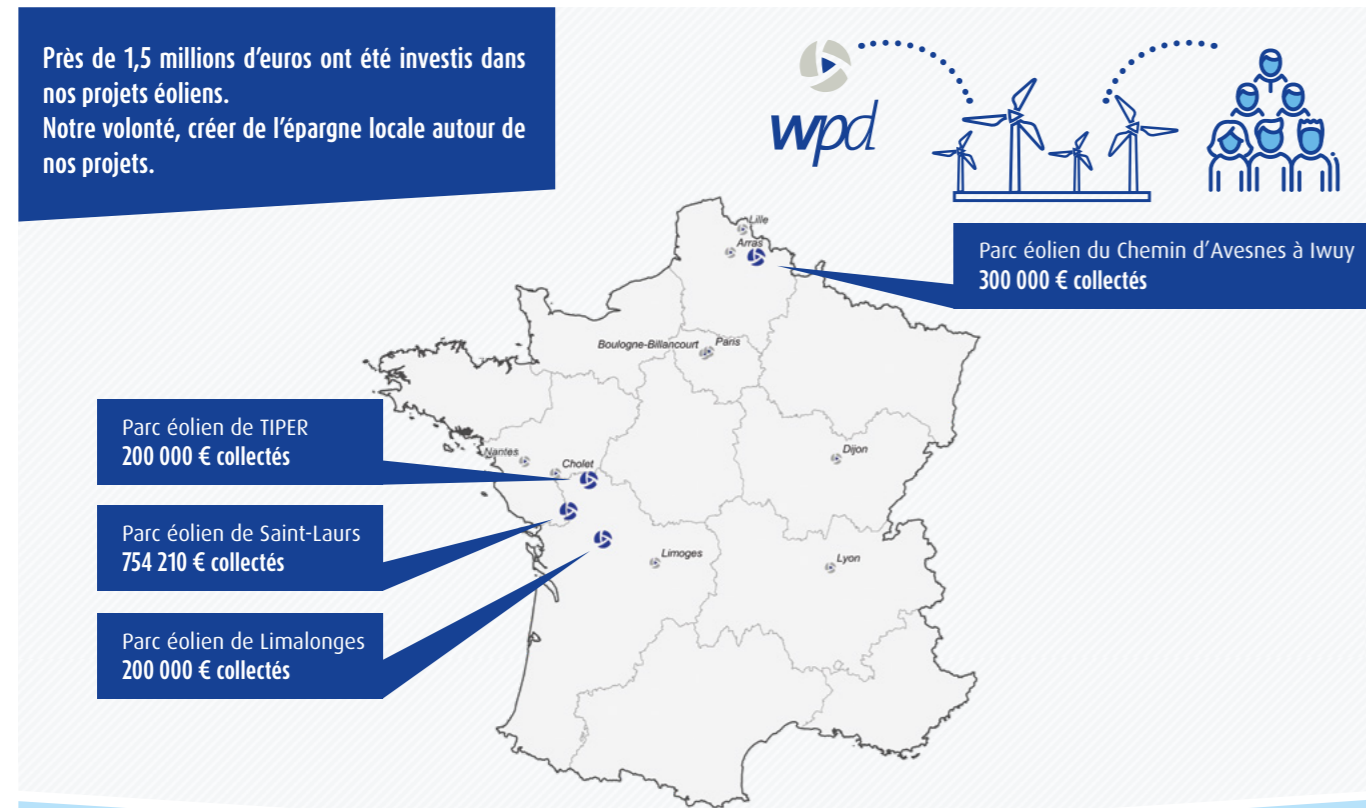 Près de 1,5 millions d'euros ont été investis dans
nos projets éoliens.
Notre volonté, créer de l'épargne locale autour de
nos projets.
wpd
Lille
Arras
Parc éolien du Chemin d'Avesnes à Iwuy
300 000 € collectés
Boulogne-Billancourt
Paris
Parc éolien de TIPER
200 000 € collectés
Nantes
Cholet
Dijon
Parc éolien de Saint-Laurs
754 210 € collectés
Limoges
Lyon
Parc éolien de Limalonges
200 000 € collectés